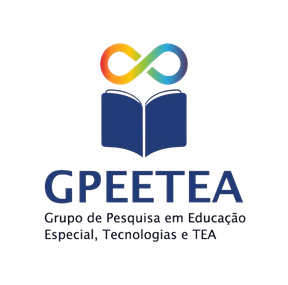 GPEETEA
Grupo de Pesquisa em Educação
Especial, Tecnologias e TEA